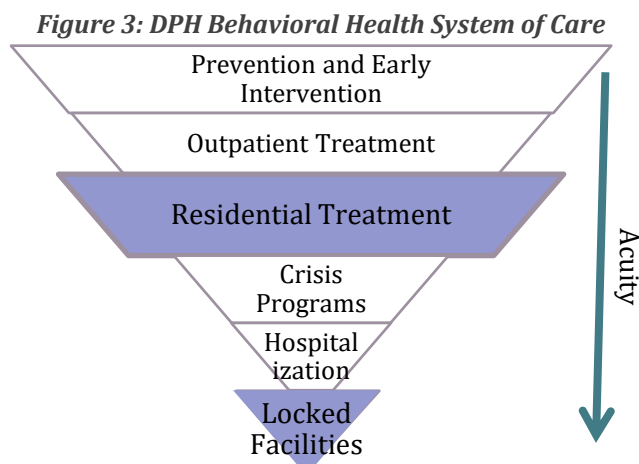 Figure 3: DPH Behavioral Health System of Care
Prevention and Early
Intervention
Outpatient Treatment
Residential Treatment
Crisis
Programs
Hospital
ization
Locked
Facilities
Acuity